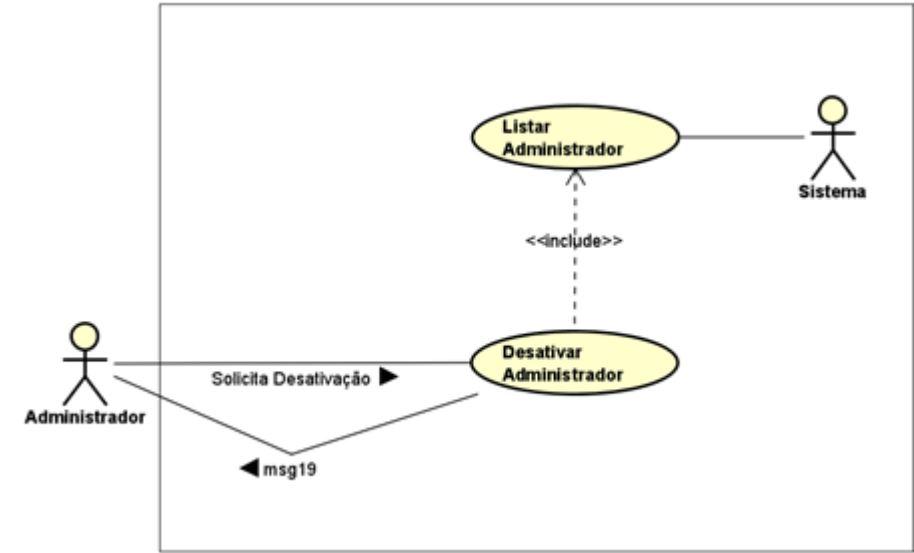 Listar
Administrador
Sistema
<<include>>
Desativar
Administrador
Solicita Desativação
Administrador
msg19